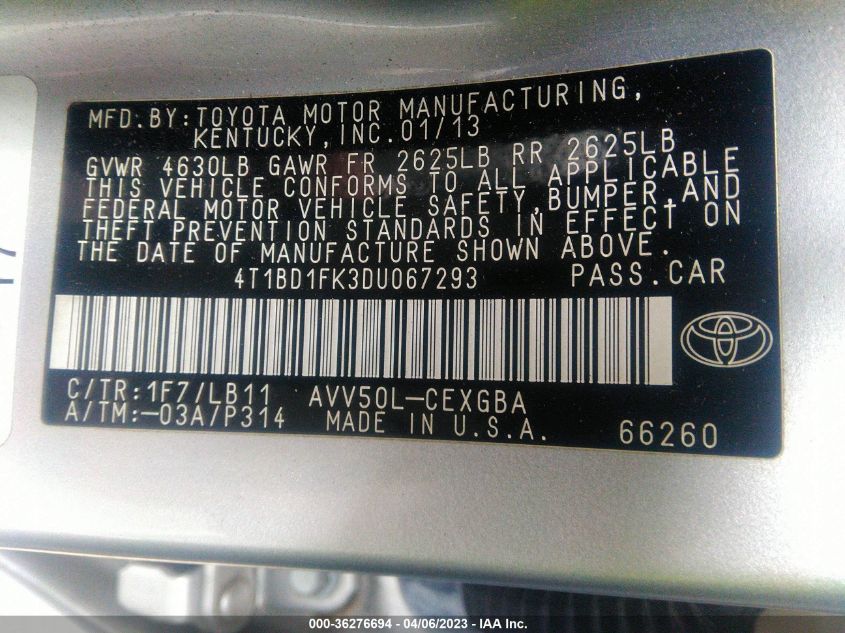 MFD.BY:TOYOTA MOTOR MANUFACTURING,
KENTUCKY,INC.01/13
GVWR 4630LB GAWR FR 2625LB RR 2625LB
THIS VEHICLE CONFORMS TO ALL APPLICABLE
FEDERAL MOTOR VEHICLE SAFETY,BUMPER,AND
THEFT PREVENTION STANDARDS IN EFFECT ON
THE DATE OF MANUFACTURE SHOWN ABOVE.
4T1BD1FK3DU067293 PASS.CAR
C/TR:1F7/LB11 AVV50L-CEXGBA
A/TM:-03A/P314 MADE IN U.S.A. 66260
000-36276694 - 04/06/2023 - IAA Inc.